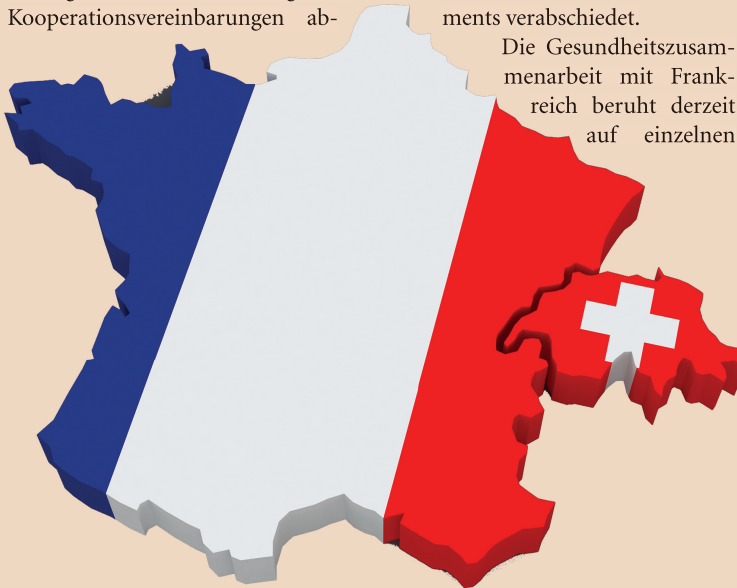 Kooperationsvereinbarungen ab-
ments verabschiedet.
Die Gesundheitszusam-
menarbeit mit Frank-
reich beruht derzeit
auf einzelnen